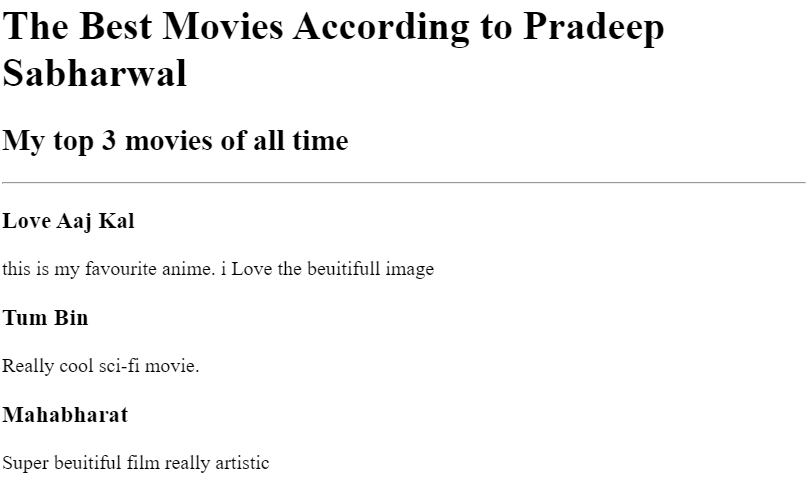 The Best Movies According to Pradeep
Sabharwal
My top 3 movies of all time
Love Aaj Kal
this is my favourite anime. i Love the beuitifull image
Tum Bin
Really cool sci-fi movie.
Mahabharat
Super beuitiful film really artistic